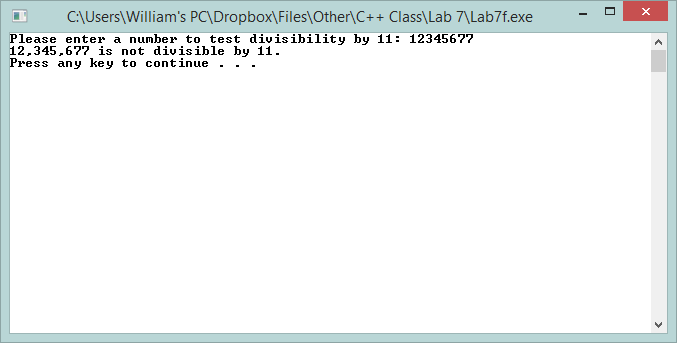 C:\Users\William's PC\Dropbox\Files\Other\C++ Class\Lab 7\Lab7f.exe
Please enter a number to test divisibility by 11: 12345677
12,345,677 is not divisible by 11.
Press any key to continue . . .